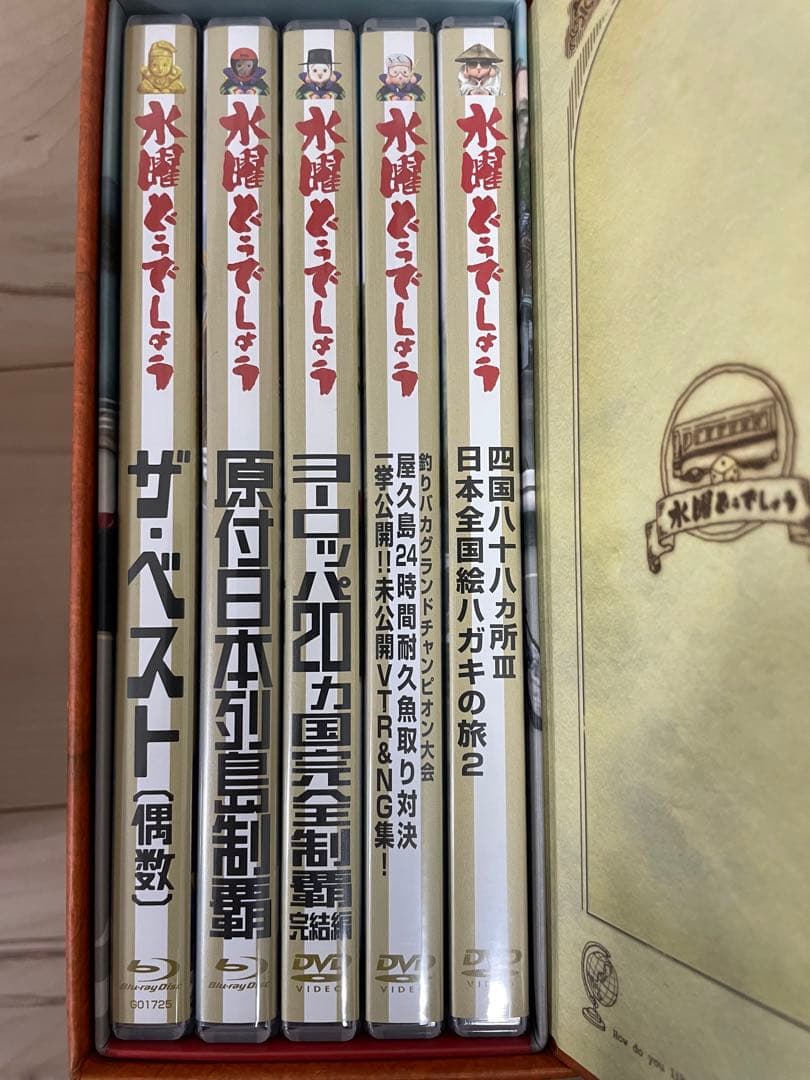 水曜どうでしょう
ザ・ベスト(偶数)
Blu-ray Disc
G01725
水曜どうでしょう
原付日本列島制覇
Blu-ray Disc
水曜どうでしょう
ヨーロッパ20ヵ国完全制覇
完結編
DVD
VIDEO
水曜どうでしょう
釣りバカグランドチャンピオン大会
屋久島24時間耐久魚取り対決
一挙公開!!未公開VTR&NG集!
DVD
VIDEO
水曜どうでしょう
四国八十八ヵ所Ⅲ
日本全国絵ハガキの旅2
DVD
VIDEO
水曜どうでしょう
How do you